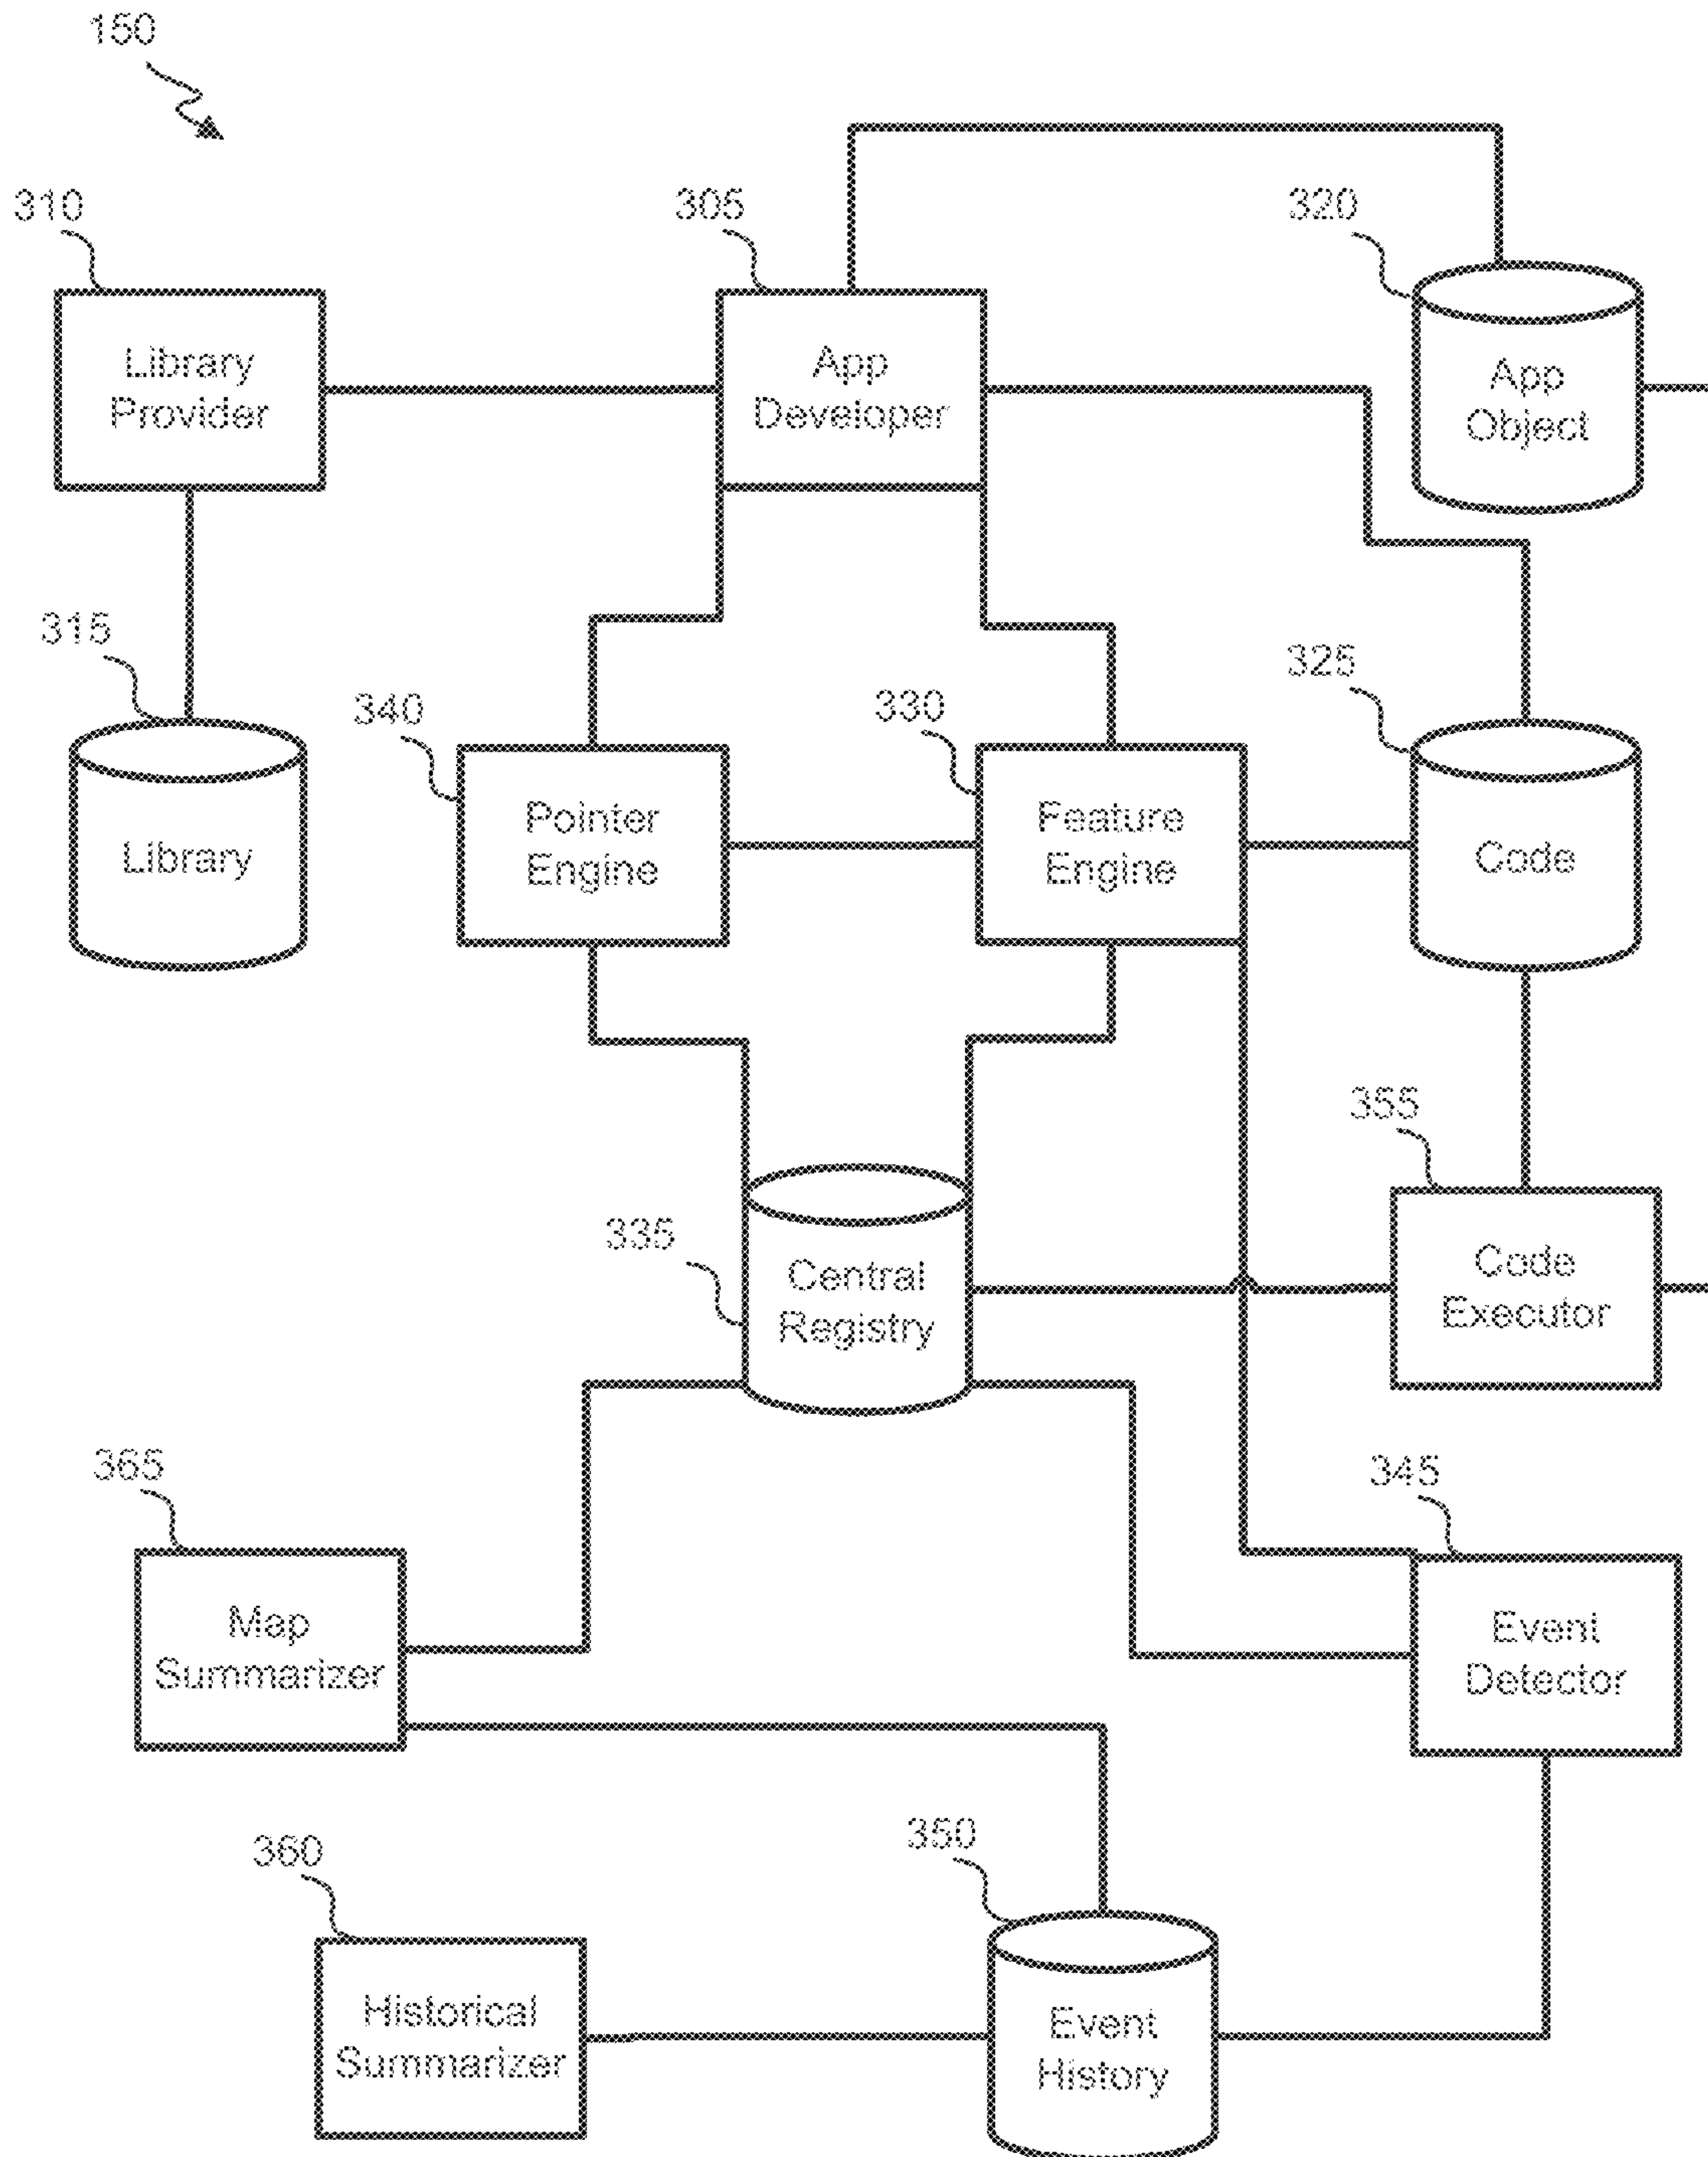 150
310
305
320
Library
Provider
App
Developer
App
Object
315
340
330
325
Library
Pointer
Engine
Feature
Engine
Code
335
355
Central
Registry
Code
Executor
365
345
Map
Summarizer
Event
Detector
360
350
Historical
Summarizer
Event
History